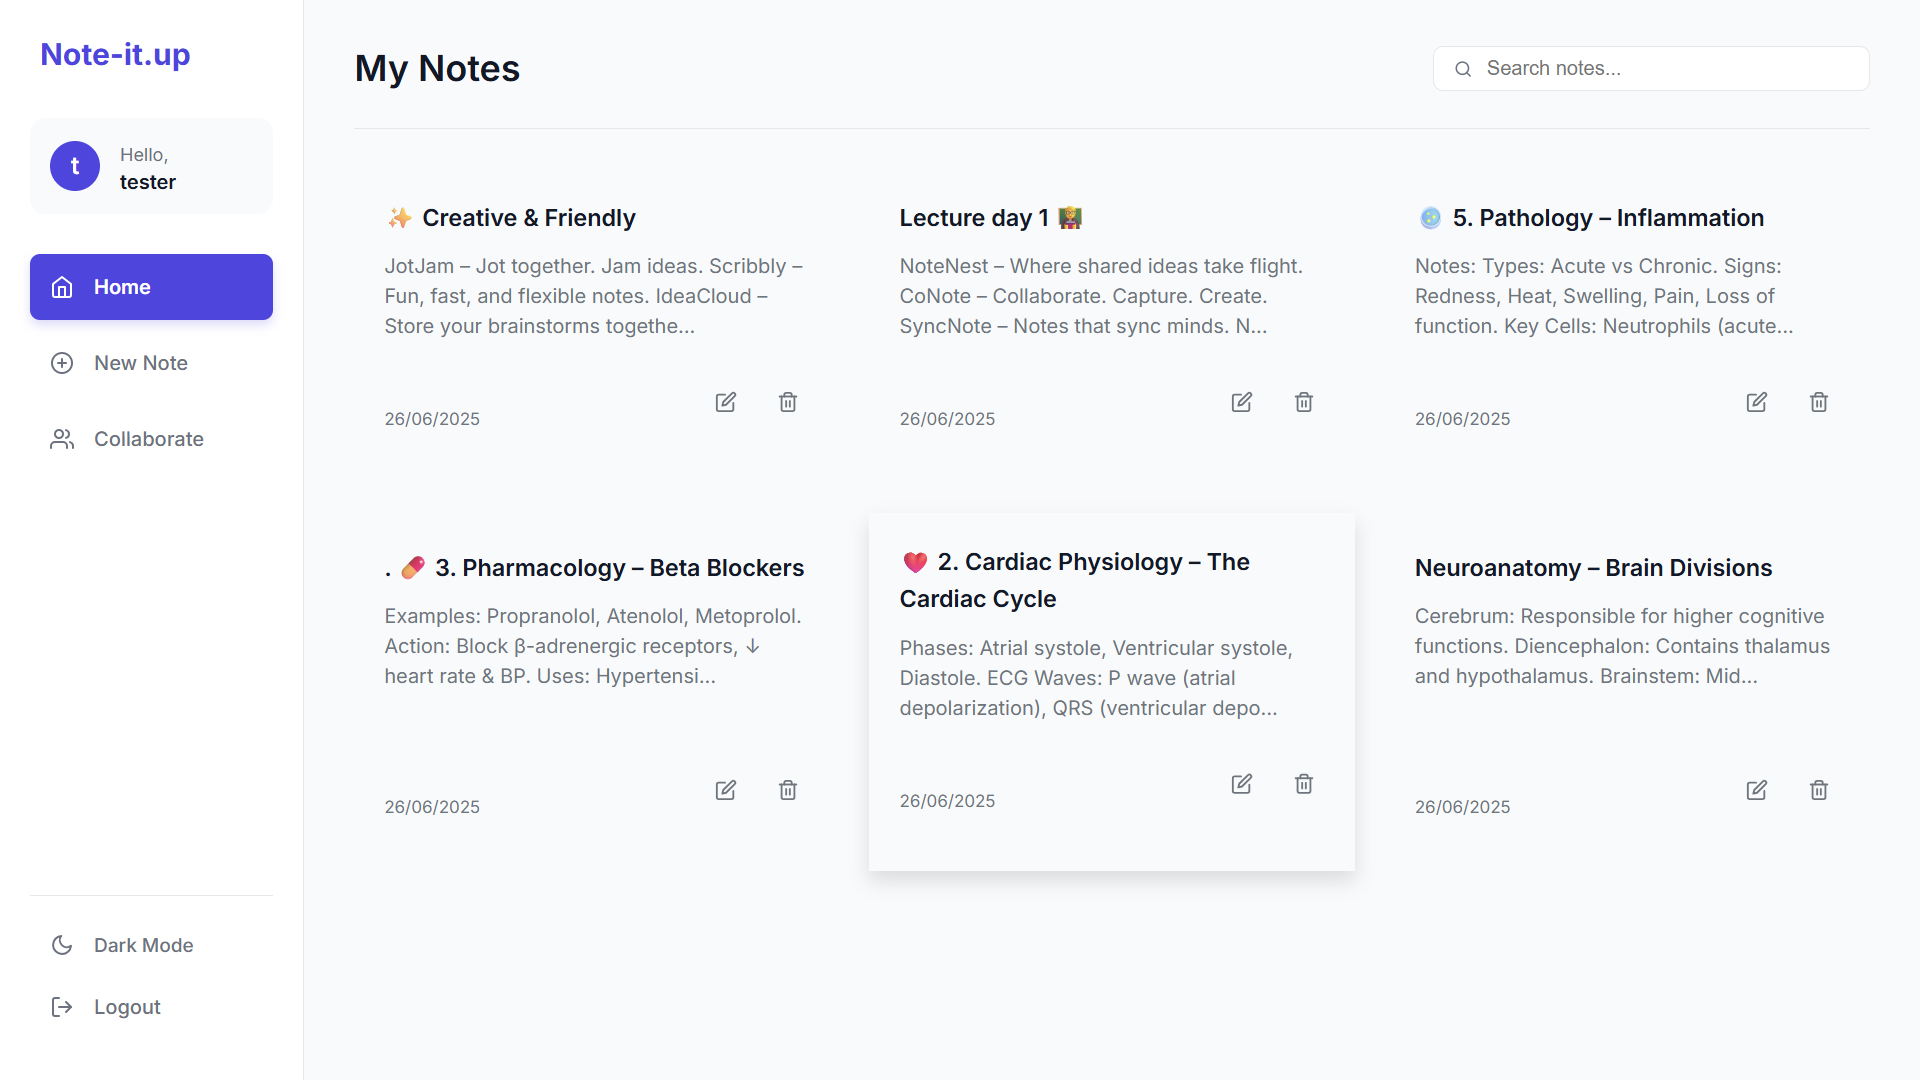 Note-it.up
t
Hello,
tester
Home
New Note
Collaborate
Dark Mode
Logout
My Notes
Search notes...
✨ Creative & Friendly
JotJam – Jot together. Jam ideas. Scribbly –
Fun, fast, and flexible notes. IdeaCloud –
Store your brainstorms togethe...
26/06/2025
Lecture day 1 👩‍🏫
NoteNest – Where shared ideas take flight.
CoNote – Collaborate. Capture. Create.
SyncNote – Notes that sync minds. N...
26/06/2025
🧫 5. Pathology – Inflammation
Notes: Types: Acute vs Chronic. Signs:
Redness, Heat, Swelling, Pain, Loss of
function. Key Cells: Neutrophils (acute...
26/06/2025
. 💊 3. Pharmacology – Beta Blockers
Examples: Propranolol, Atenolol, Metoprolol.
Action: Block β-adrenergic receptors, ↓
heart rate & BP. Uses: Hypertensi...
26/06/2025
❤️ 2. Cardiac Physiology – The
Cardiac Cycle
Phases: Atrial systole, Ventricular systole,
Diastole. ECG Waves: P wave (atrial
depolarization), QRS (ventricular depo...
26/06/2025
Neuroanatomy – Brain Divisions
Cerebrum: Responsible for higher cognitive
functions. Diencephalon: Contains thalamus
and hypothalamus. Brainstem: Mid...
26/06/2025